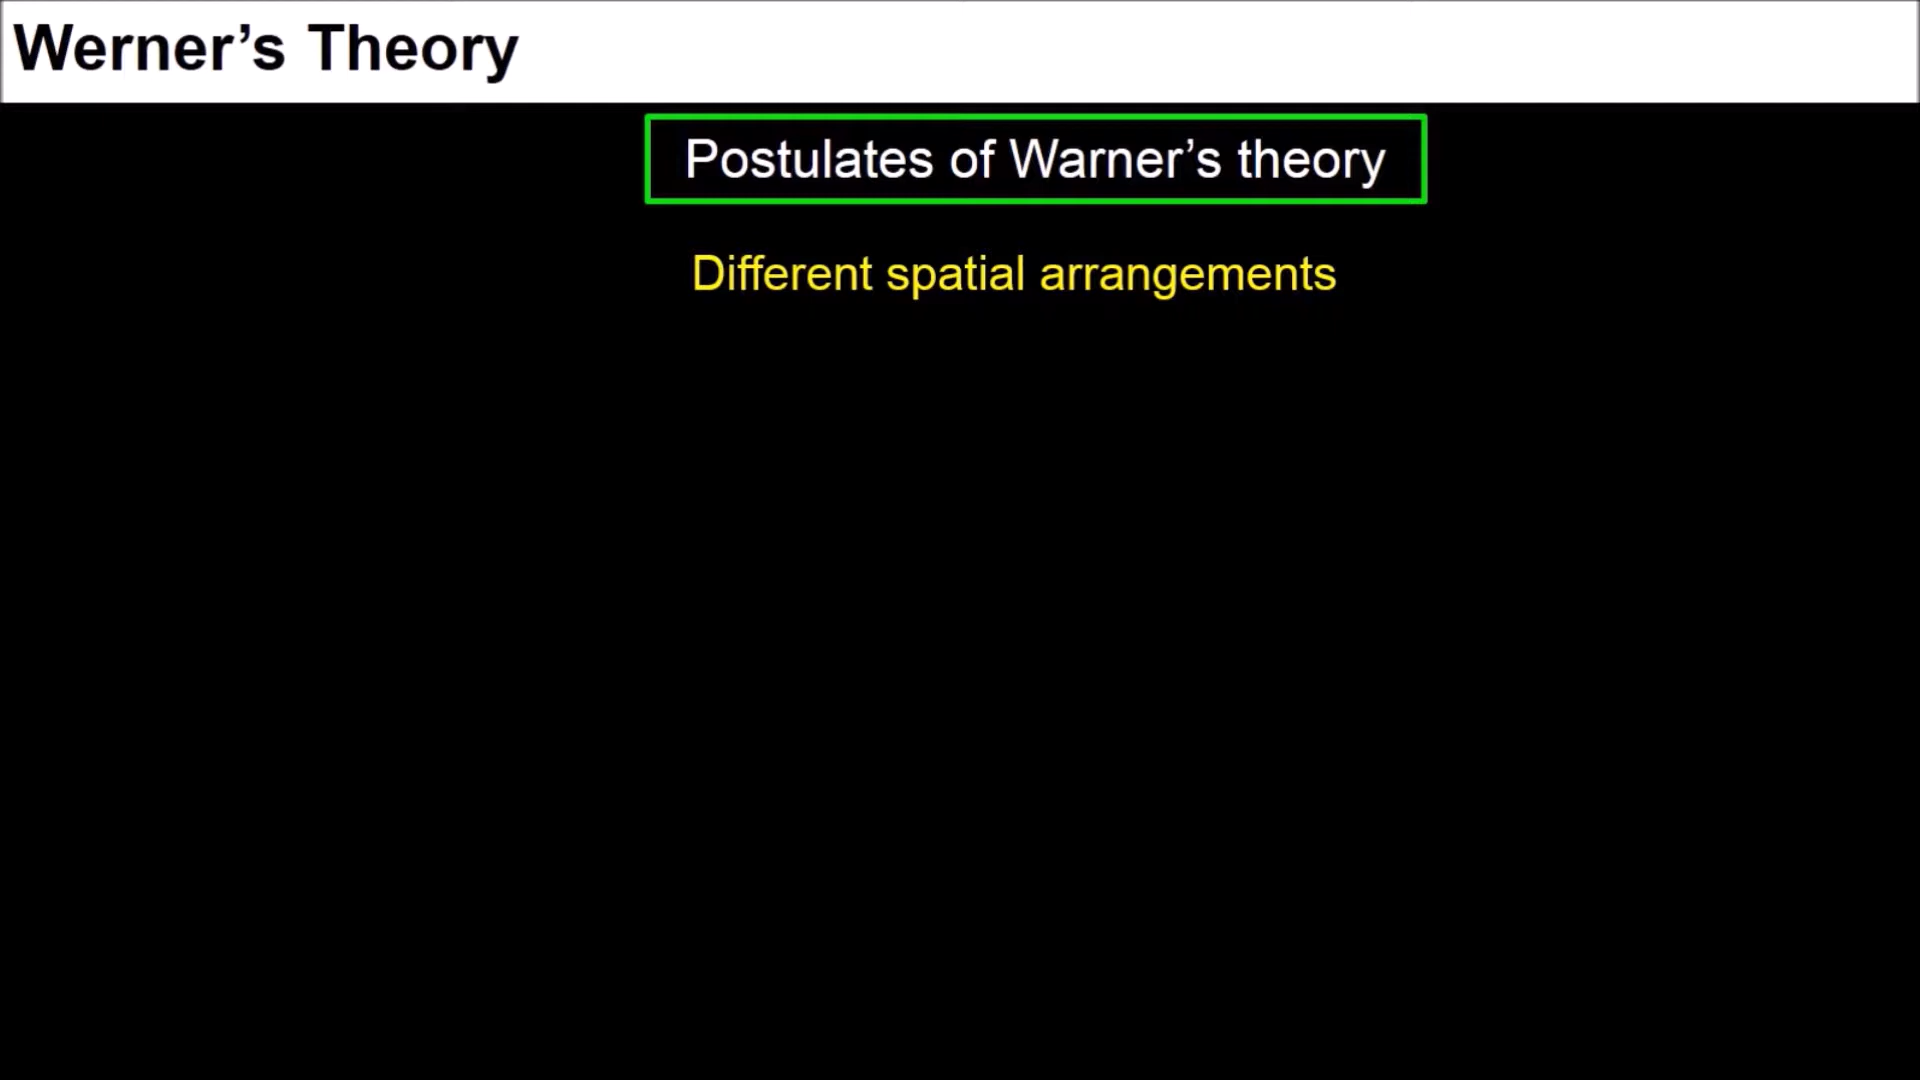 Werner’s Theory
Postulates of Warner’s theory
Different spatial arrangements